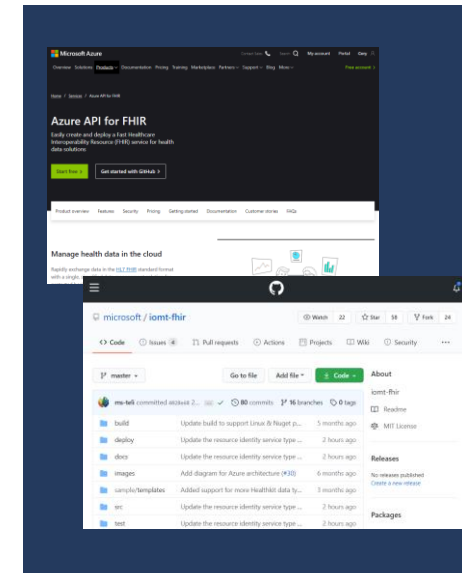 Microsoft Azure
Search
My account
Portal
Overview Solutions Products Documentation Pricing Training Marketplace Partners Support Blog More
Free account
Home / Services / Azure API for FHIR
Azure API for FHIR
Easily create and deploy a Fast Healthcare
Interoperability Resource (FHIR) service for health
data solutions
Start free >
Get started with GitHub >
Product overview Features Security Pricing Getting started Documentation Customer stories FAQs
Manage health data in the cloud
Rapidly exchange data in the HL7 FHIR standard format
microsoft / iomt-fhir
Watch 22
Star 58
Fork 24
<> Code
Issues 4
Pull requests
Actions
Projects
Wiki
Security
...
master
Go to file
Add file
Code
About
ms-teli committed
80 commits
16 branches
0 tags
iomt-fhir
Readme
MIT License
build Update build to support Linux & Nuget p... 5 months ago
deploy Update the resource identity service type ... 2 hours ago
docs Update the resource identity service type ... 2 hours ago
images Add diagram for Azure architecture (#30) 6 months ago
sample/templates Added support for more Healthkit data ty... 3 months ago
src Update the resource identity service type ... 2 hours ago
test Update the resource identity service type ... 2 hours ago
Releases
No releases published
Create a new release
Packages